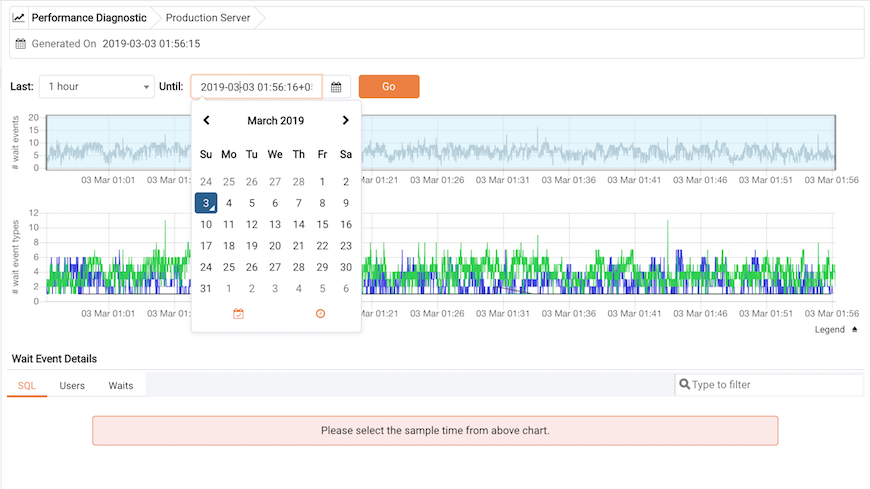 Performance Diagnostic Production Server
Generated On 2019-03-03 01:56:15
Last: 1 hour Until: 2019-03-03 01:56:16+0 Go
March 2019
Su Mo Tu We Th Fr Sa
24 25 26 27 28 1 2
3 4 5 6 7 8 9
10 11 12 13 14 15 16
17 18 19 20 21 22 23
24 25 26 27 28 29 30
31 1 2 3 4 5 6
# wait events
20
15
10
5
0
03 Mar 01:01 03 Mar 01:21 03 Mar 01:26 03 Mar 01:31 03 Mar 01:36 03 Mar 01:41 03 Mar 01:46 03 Mar 01:51 03 Mar 01:56
# wait event types
12
10
8
6
4
2
0
03 Mar 01:01 03 Mar 01:21 03 Mar 01:26 03 Mar 01:31 03 Mar 01:36 03 Mar 01:41 03 Mar 01:46 03 Mar 01:51 03 Mar 01:56
Legend
Wait Event Details
SQL Users Waits Type to filter
Please select the sample time from above chart.